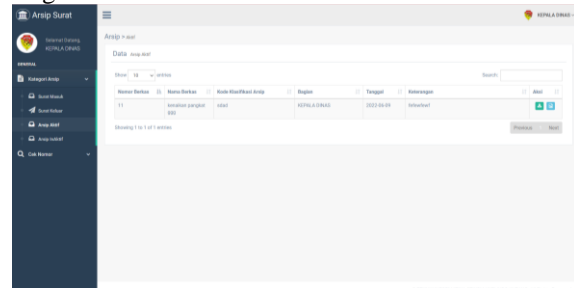 Arsip Surat
KEPALA DINAS
Selamat Datang
KEPALA DINAS
Arsip > Aktif
GENERAL
Data Arsip Aktif
Kategori Arsip
Show 10 entries
Search:
Nomor Berkas Nama Berkas Kode Klasifikasi Arsip Bagian Tanggal Keterangan Aksi
Surat Masuk
Surat Keluar
11 kenaikan pangkat KEPALA DINAS 2022-06-09
Arsip Aktif
Showing 1 to 1 of 1 entries
Previous Next
Arsip Inaktif
Cek Nomor